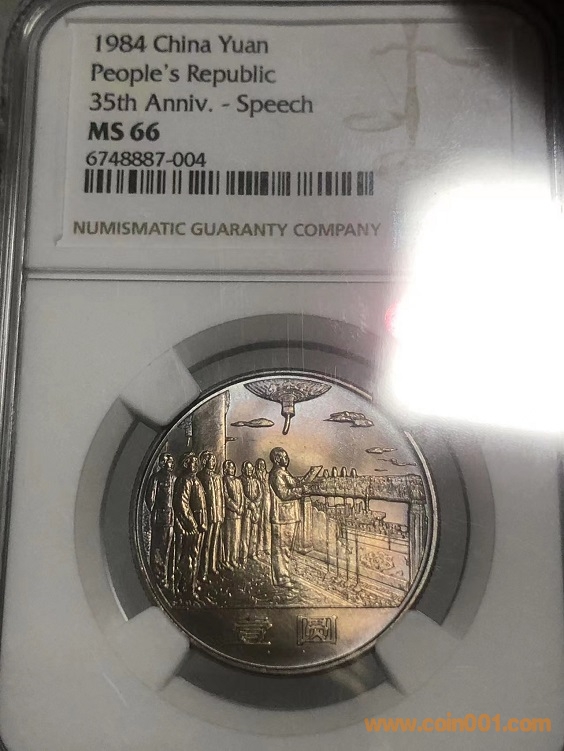 1984 China Yuan
People's Republic
35th Anniv. - Speech
MS 66
6748887-004
NUMISMATIC GUARANTY COMPANY
壹圆
www.coin001.com